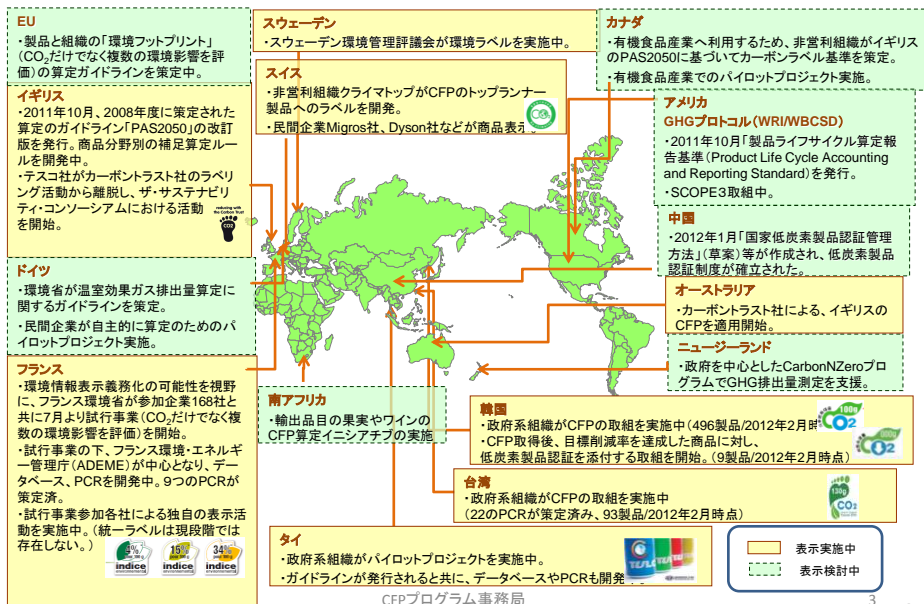 EU
・製品と組織の「環境フットプリント」
(CO2だけでなく複数の環境影響を評
価)の算定ガイドラインを策定中。
イギリス
・2011年10月、2008年度に策定された
算定のガイドライン「PAS2050」の改訂
版を発行。商品分野別の補足算定ルー
ルを開発中。
・テスコ社がカーボントラスト社のラベ
リング活動から離脱し、ザ・サステナビリ
ティ・コンソーシアムにおける活動
を開始。
reducing with
the Carbon Trust
CO2
ドイツ
・環境省が温室効果ガス排出量算定に
関するガイドラインを策定。
・民間企業が自主的に算定のためのパ
イロットプロジェクト実施。
フランス
・環境情報表示義務化の可能性を視野
に、フランス環境省が参加企業168社と
共に7月より試行事業(CO2だけでなく複
数の環境影響を評価)を開始。
・試行事業の下、フランス環境・エネルギ
ー管理庁(ADEME)が中心となり、デー
タベース、PCRを開発中。9つのPCRが
策定済。
・試行事業参加各社による独自の表示活
動を実施中。(統一ラベルは現段階では
存在しない。)
4%
indice
environnemental
15%
indice
environnemental
34%
indice
environnemental
スウェーデン
・スウェーデン環境管理評議会が環境ラベルを実施中。
スイス
・非営利組織クライマトップがCFPのトップランナー
製品へのラベルを開発。
・民間企業Migros社、Dyson社などが商品表示。
カナダ
・有機食品産業へ利用するため、非営利組織がイギリス
のPAS2050に基づいてカーボンラベル基準を策定。
・有機食品産業でのパイロットプロジェクト実施。
アメリカ
GHGプロトコル(WRI/WBCSD)
・2011年10月「製品ライフサイクル算定報
告基準(Product Life Cycle Accounting
and Reporting Standard)を発行。
・SCOPE3取組中。
中国
・2012年1月「国家低炭素製品認証管理
方法」(草案)等が作成され、低炭素製品
認証制度が確立された。
オーストラリア
・カーボントラスト社による、イギリスの
CFPを適用開始。
ニュージーランド
・政府を中心としたCarbonNZeroプ
ログラムでGHG排出量測定を支援。
南アフリカ
・輸出品目の果実やワインの
CFP算定イニシアチブの実施
韓国
・政府系組織がCFPの取組を実施中(496製品/2012年2月時
・CFP取得後、目標削減率を達成した商品に対し、
低炭素製品認証を添付する取組を開始。(9製品/2012年2月時点)
100g
CO2
CO2
台湾
・政府系組織がCFPの取組を実施中
(22のPCRが策定済み、93製品/2012年2月時点)
130g
CO2
タイ
・政府系組織がパイロットプロジェクトを実施中。
・ガイドラインが発行されると共に、データベースやPCRも開発
表示実施中
表示検討中
CFPプログラム事務局
3